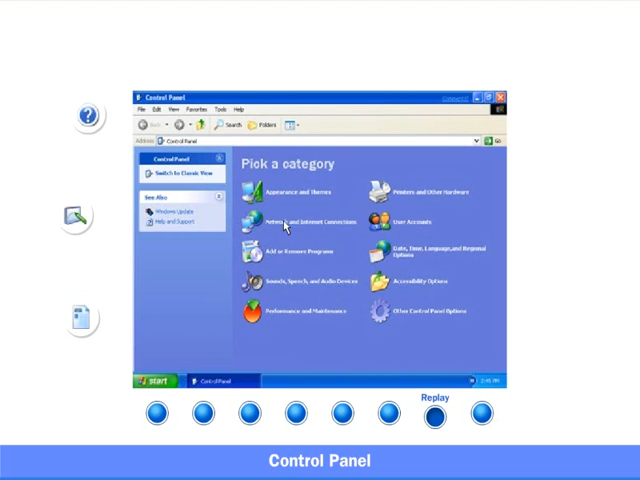 Control Panel
File Edit View Favorites Tools Help
Back Search Folders
Address Control Panel Go
Control Panel
Switch to Classic View
See Also
Windows Update
Help and Support
Pick a category
Appearance and Themes
Printers and Other Hardware
Network and Internet Connections
User Accounts
Add or Remove Programs
Date, Time, Language, and Regional
Options
Sounds, Speech, and Audio Devices
Accessibility Options
Performance and Maintenance
Other Control Panel Options
start Control Panel
Replay
Control Panel